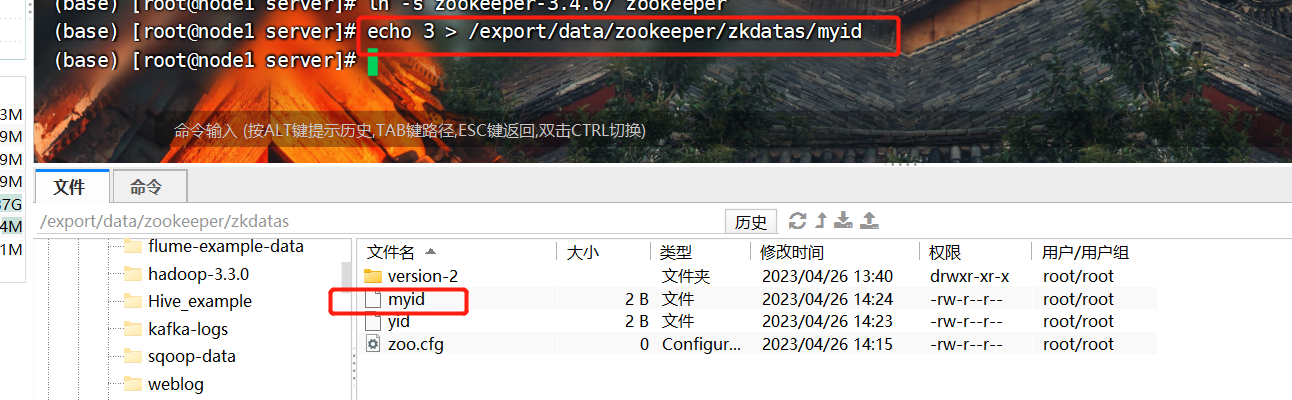 (base) [root@node1 server]# ln -s zookeeper-3.4.6/ zookeeper
(base) [root@node1 server]# echo 3 > /export/data/zookeeper/zkdatas/myid
(base) [root@node1 server]#
命令输入 (按ALT键提示历史,TAB键路径,ESC键返回,双击CTRL切换)
3M
9M
9M
9M
37G
4M
1M
文件 命令
/export/data/zookeeper/zkdatas 历史
flume-example-data
hadoop-3.3.0
Hive_example
kafka-logs
sqoop-data
weblog
文件名 大小 类型 修改时间 权限 用户/用户组
version-2 文件夹 2023/04/26 13:40 drwxr-xr-x root/root
myid 2 B 文件 2023/04/26 14:24 -rw-r--r-- root/root
yid 2 B 文件 2023/04/26 14:23 -rw-r--r-- root/root
zoo.cfg 0 Configur... 2023/04/26 14:15 -rw-r--r-- root/root